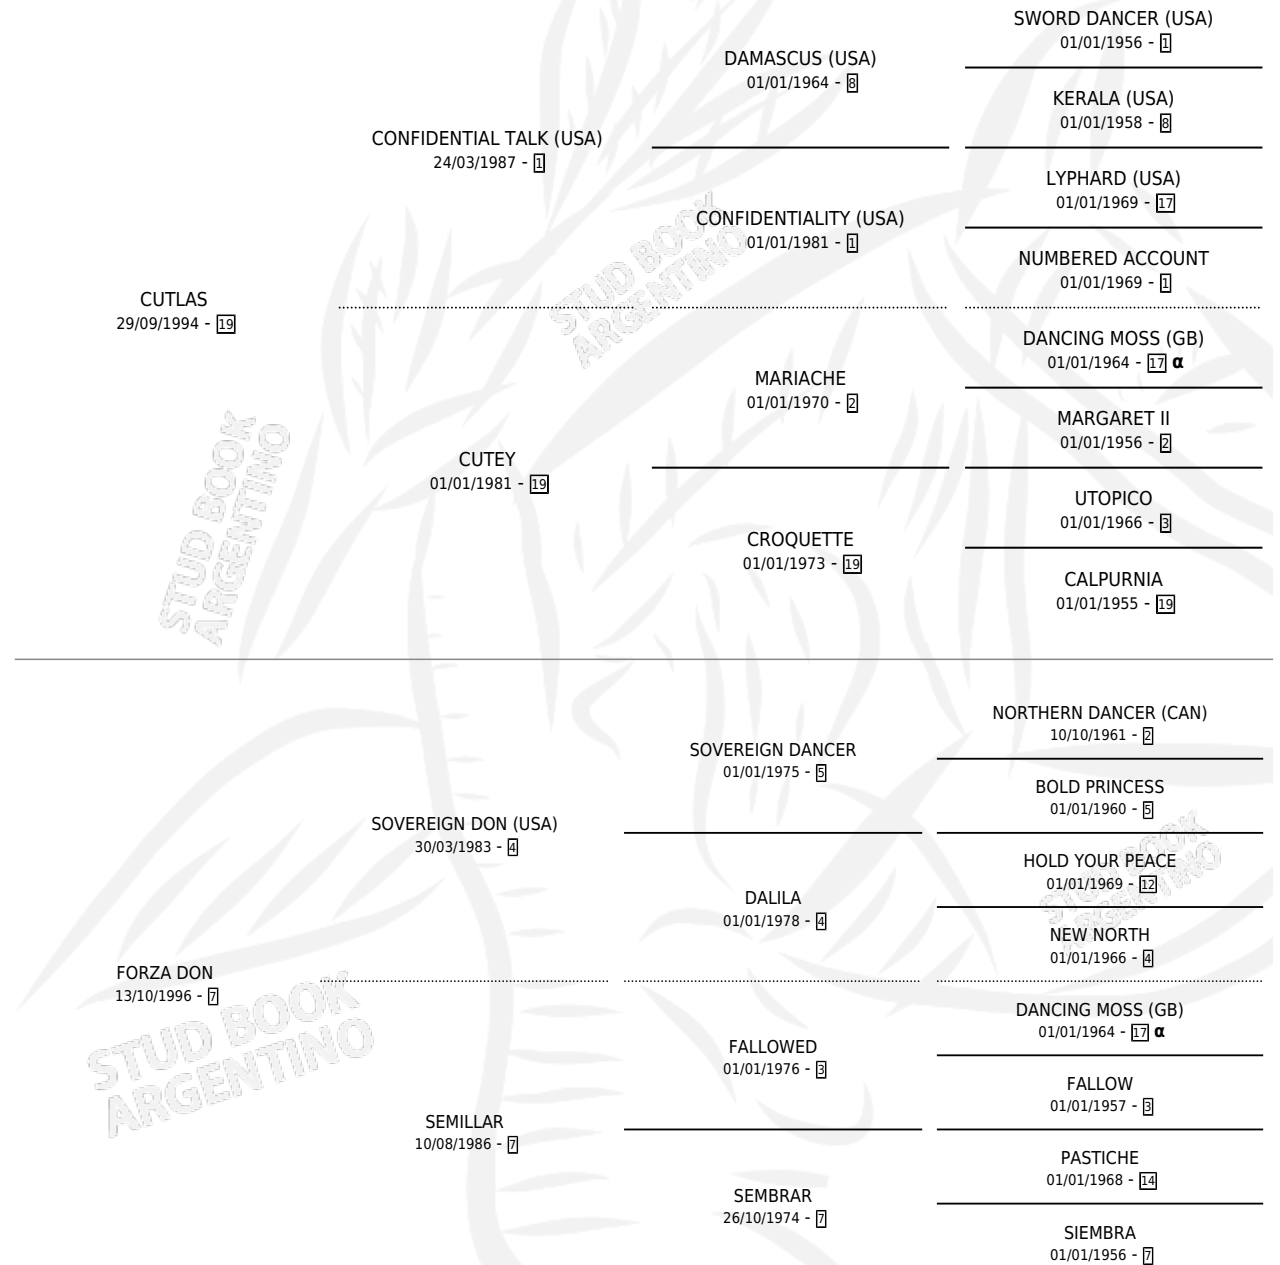 SWORD DANCER (USA)
01/01/1956 - 1
DAMASCUS (USA)
01/01/1964 - 8
KERALA (USA)
01/01/1958 - 8
CONFIDENTIAL TALK (USA)
24/03/1987 - 1
LYPHARD (USA)
01/01/1969 - 17
CONFIDENTIALITY (USA)
01/01/1981 - 1
NUMBERED ACCOUNT
01/01/1969 - 1
CUTLAS
29/09/1994 - 19
DANCING MOSS (GB)
01/01/1964 - 17 α
MARIACHE
01/01/1970 - 2
MARGARET II
01/01/1956 - 2
CUTEY
01/01/1981 - 19
UTOPICO
01/01/1966 - 3
CROQUETTE
01/01/1973 - 19
CALPURNIA
01/01/1955 - 19
NORTHERN DANCER (CAN)
10/10/1961 - 2
SOVEREIGN DANCER
01/01/1975 - 5
BOLD PRINCESS
01/01/1960 - 5
SOVEREIGN DON (USA)
30/03/1983 - 4
HOLD YOUR PEACE
01/01/1969 - 12
DALILA
01/01/1978 - 4
NEW NORTH
01/01/1966 - 4
FORZA DON
13/10/1996 - 7
DANCING MOSS (GB)
01/01/1964 - 17 α
FALLOWED
01/01/1976 - 3
FALLOW
01/01/1957 - 3
SEMILLAR
10/08/1986 - 7
PASTICHE
01/01/1968 - 14
SEMBRAR
26/10/1974 - 7
SIEMBRA
01/01/1956 - 7
STUD BOOK
ARGENTINO
STUD BOOK
ARGENTINO
STUD BOOK
ARGENTINO
STUD BOOK
ARGENTINO